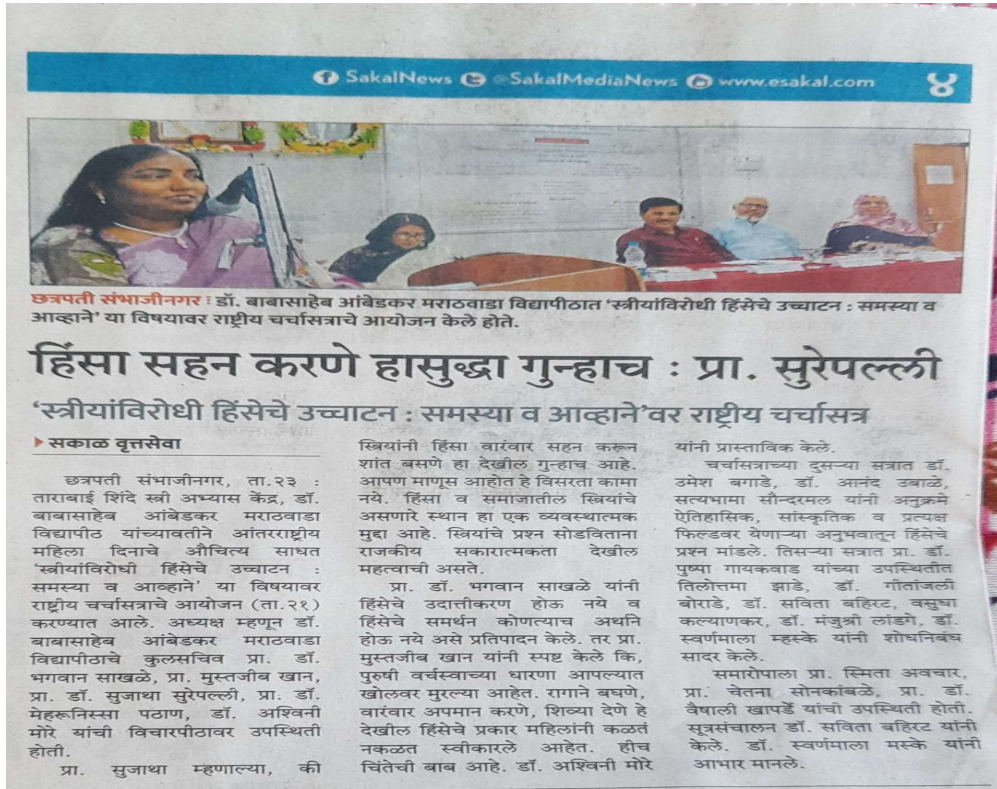 SakalNews @SakalMediaNews www.esakal.com ४
छत्रपती संभाजीनगर : डॉ. बाबासाहेब आंबेडकर मराठवाडा विद्यापीठात ‘स्त्रीयांविरोधी हिंसेचे उच्चाटन : समस्या व
आव्हाने’ या विषयावर राष्ट्रीय चर्चासत्राचे आयोजन केले होते.
हिंसा सहन करणे हासुद्धा गुन्हाच : प्रा. सुरेपल्ली
‘स्त्रीयांविरोधी हिंसेचे उच्चाटन : समस्या व आव्हाने’वर राष्ट्रीय चर्चासत्र
सकाळ वृत्तसेवा
छत्रपती संभाजीनगर, ता.२३ :
ताराबाई शिंदे स्त्री अभ्यास केंद्र, डॉ.
बाबासाहेब आंबेडकर मराठवाडा
विद्यापीठ यांच्यावतीने आंतरराष्ट्रीय
महिला दिनाचे औचित्य साधत
‘स्त्रीयांविरोधी हिंसेचे उच्चाटन :
समस्या व आव्हाने’ या विषयावर
राष्ट्रीय चर्चासत्राचे आयोजन (ता.२१)
करण्यात आले. अध्यक्ष म्हणून डॉ.
बाबासाहेब आंबेडकर मराठवाडा
विद्यापीठाचे कुलसचिव प्रा. डॉ.
भगवान साखळे, प्रा. मुस्तजीब खान,
प्रा. डॉ. सुजाथा सुरेपल्ली, प्रा. डॉ.
मेहरूनिस्सा पठाण, डॉ. अश्विनी
मोरे यांची विचारपीठावर उपस्थिती
होती.
प्रा. सुजाथा म्हणाल्या, की
स्त्रियांनी हिंसा वारंवार सहन करून
शांत बसणे हा देखील गुन्हाच आहे.
आपण माणूस आहोत हे विसरता कामा
नये. हिंसा व समाजातील स्त्रियांचे
असणारे स्थान हा एक व्यवस्थात्मक
मुद्दा आहे. स्त्रियांचे प्रश्न सोडविताना
राजकीय सकारात्मकता देखील
महत्वाची असते.
प्रा. डॉ. भगवान साखळे यांनी
हिंसेचे उदात्तीकरण होऊ नये व
हिंसेचे समर्थन कोणत्याच अर्थाने
होऊ नये असे प्रतिपादन केले. तर प्रा.
मुस्तजीब खान यांनी स्पष्ट केले कि,
पुरुषी वर्चस्वाच्या धारणा आपल्यात
खोलवर मुरल्या आहेत. रागाने बघणे,
वारंवार अपमान करणे, शिव्या देणे हे
देखील हिंसेचे प्रकार महिलांनी कळतं
नकळत स्वीकारले आहेत. हीच
चिंतेची बाब आहे. डॉ. अश्विनी मोरे
यांनी प्रास्ताविक केले.
चर्चासत्राच्या दुसऱ्या सत्रात डॉ.
उमेश बगाडे, डॉ. आनंद उबाळे,
सत्यभामा सौन्दरमल यांनी अनुक्रमे
ऐतिहासिक, सांस्कृतिक व प्रत्यक्ष
फिल्डवर येणाऱ्या अनुभवातून हिंसेचे
प्रश्न मांडले. तिसऱ्या सत्रात प्रा. डॉ.
पुष्पा गायकवाड यांच्या उपस्थितीत
तिलोत्तमा झाडे, डॉ. गीतांजली
बोराडे, डॉ. सविता बहिरट, वसुधा
कल्याणकर, डॉ. मंजुश्री लांडगे, डॉ.
स्वर्णमाला म्हस्के यांनी शोधनिबंध
सादर केले.
समारोपाला प्रा. स्मिता अवचार,
प्रा. चेतना सोनकांबळे, प्रा. डॉ.
वैषाली खापर्डे यांची उपस्थिती होती.
सूत्रसंचालन डॉ. सविता बहिरट यांनी
केले. डॉ. स्वर्णमाला मस्के यांनी
आभार मानले.